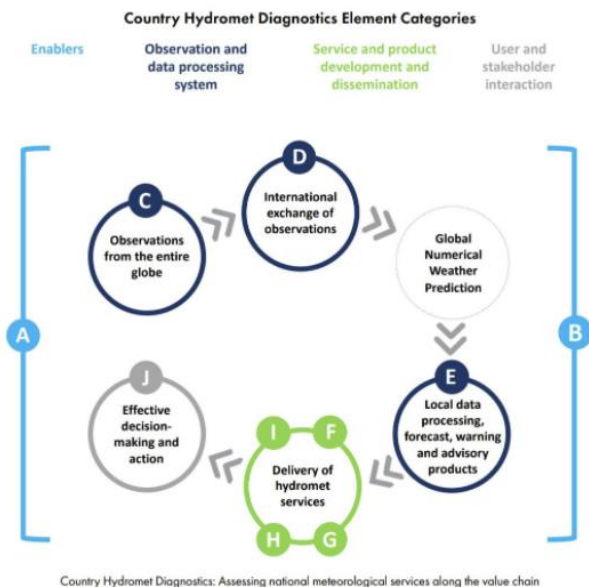 Country Hydromet Diagnostics Element Categories
Enablers
Observation and
data processing
system
Service and product
development and
dissemination
User and
stakeholder
interaction
A
B
C
Observations
from the entire
globe
D
International
exchange of
observations
Global
Numerical
Weather
Prediction
E
Local data
processing,
forecast, warning
and advisory
products
I
F
Delivery of
hydromet
services
H
G
J
Effective
decision-
making and
action
Country Hydromet Diagnostics: Assessing national meteorological services along the value chain